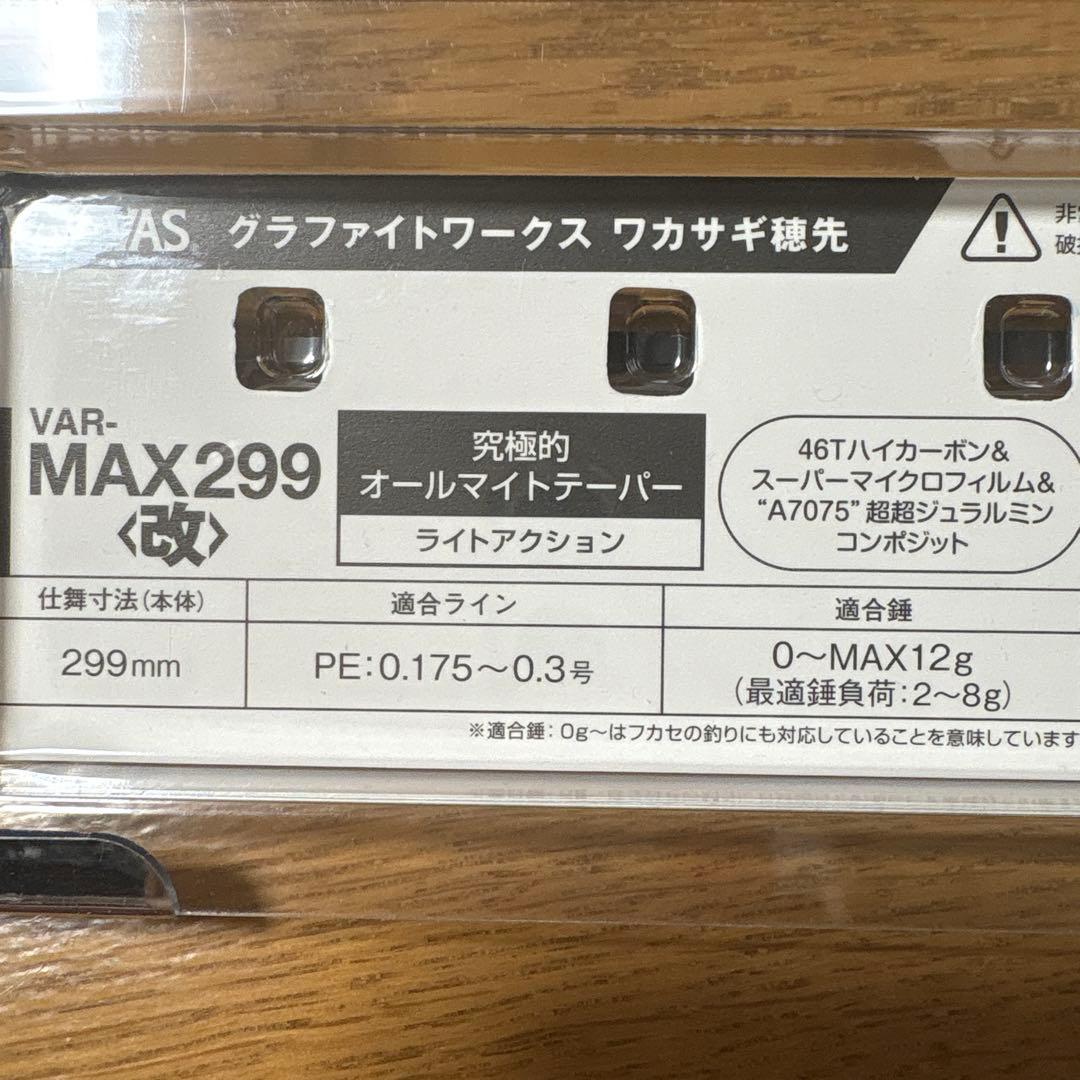 グラファイトワークス ワカサギ穂先
VAR-
MAX299
〈改〉
究極的
オールマイトテーパー
ライトアクション
46Tハイカーボン&
スーパーマイクロフィルム&
“A7075”超超ジュラルミン
コンポジット
仕舞寸法(本体)
適合ライン
適合錘
299mm
PE:0.175〜0.3号
0〜MAX12g
(最適錘負荷:2〜8g)
※適合錘:0g〜はフカセの釣りにも対応していることを意味しています